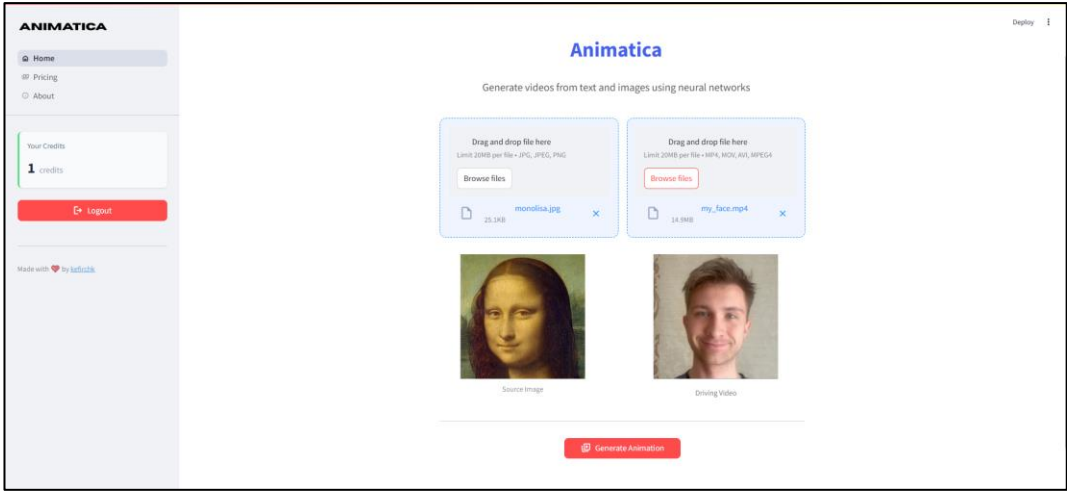 ANIMATICA
Home
Pricing
About
Your Credits
1 credits
Logout
Made with by kefirchk
Deploy
Animatica
Generate videos from text and images using neural networks
Drag and drop file here
Limit 20MB per file • JPG, JPEG, PNG
Browse files
monolisa.jpg
25.1KB
Drag and drop file here
Limit 20MB per file • MP4, MOV, AVI, MPEG4
Browse files
my_face.mp4
14.9MB
Source Image
Driving Video
Generate Animation